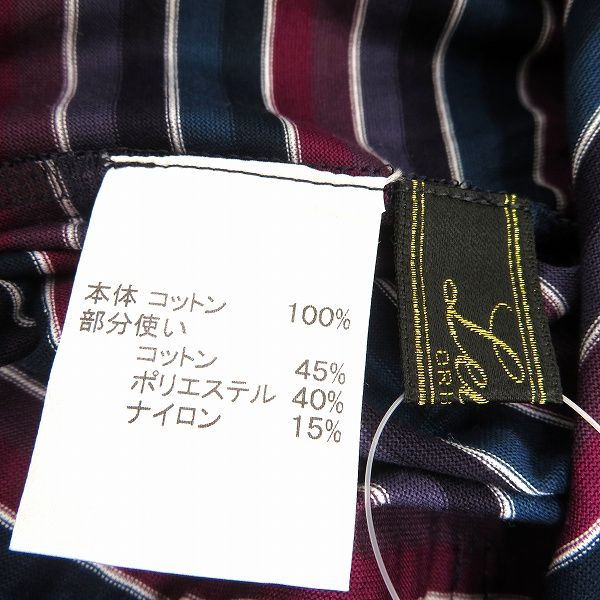 本体 コットン 100%
部分使い
コットン 45%
ポリエステル 40%
ナイロン 15%